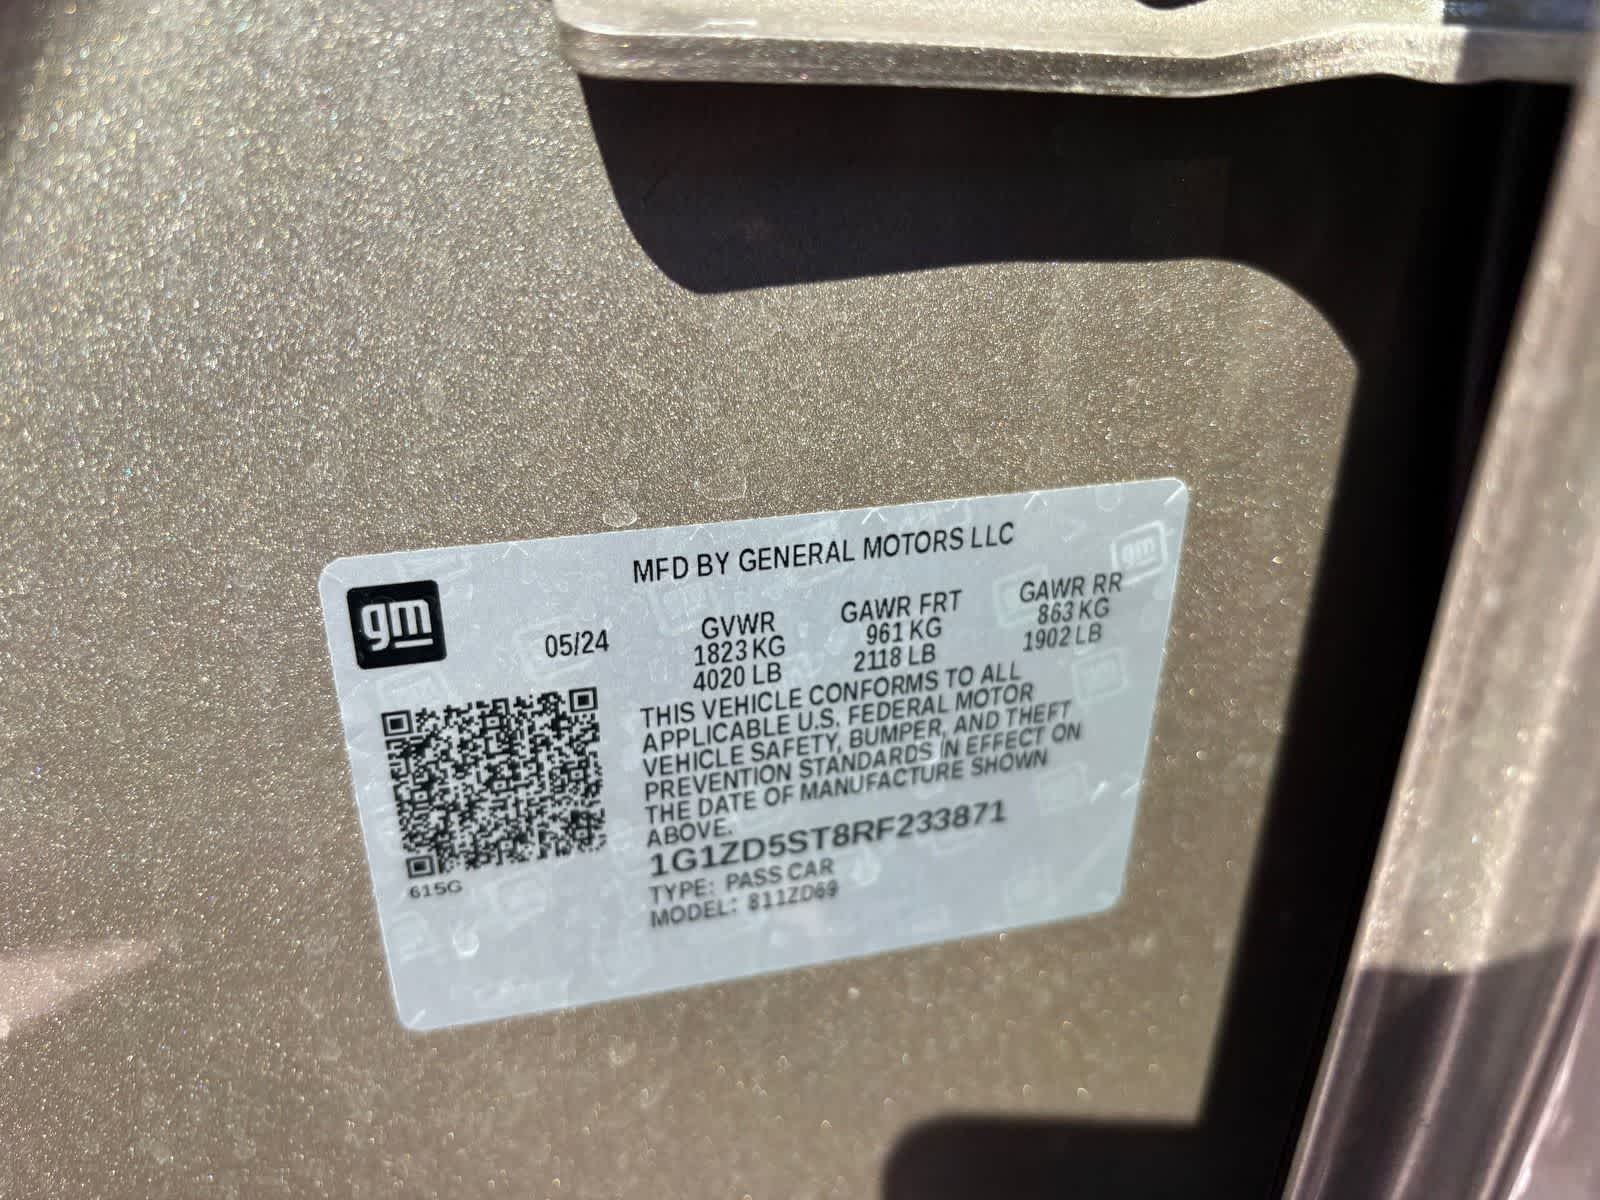 MFD BY GENERAL MOTORS LLC
gm
05/24
GVWR
1823 KG
4020 LB
GAWR FRT
961 KG
2118 LB
GAWR RR
863 KG
1902 LB
THIS VEHICLE CONFORMS TO ALL
APPLICABLE U.S. FEDERAL MOTOR
VEHICLE SAFETY, BUMPER, AND THEFT
PREVENTION STANDARDS IN EFFECT ON
THE DATE OF MANUFACTURE SHOWN
ABOVE.
1G1ZD5ST8RF233871
TYPE: PASS CAR
MODEL: 811ZD69
615G
gm